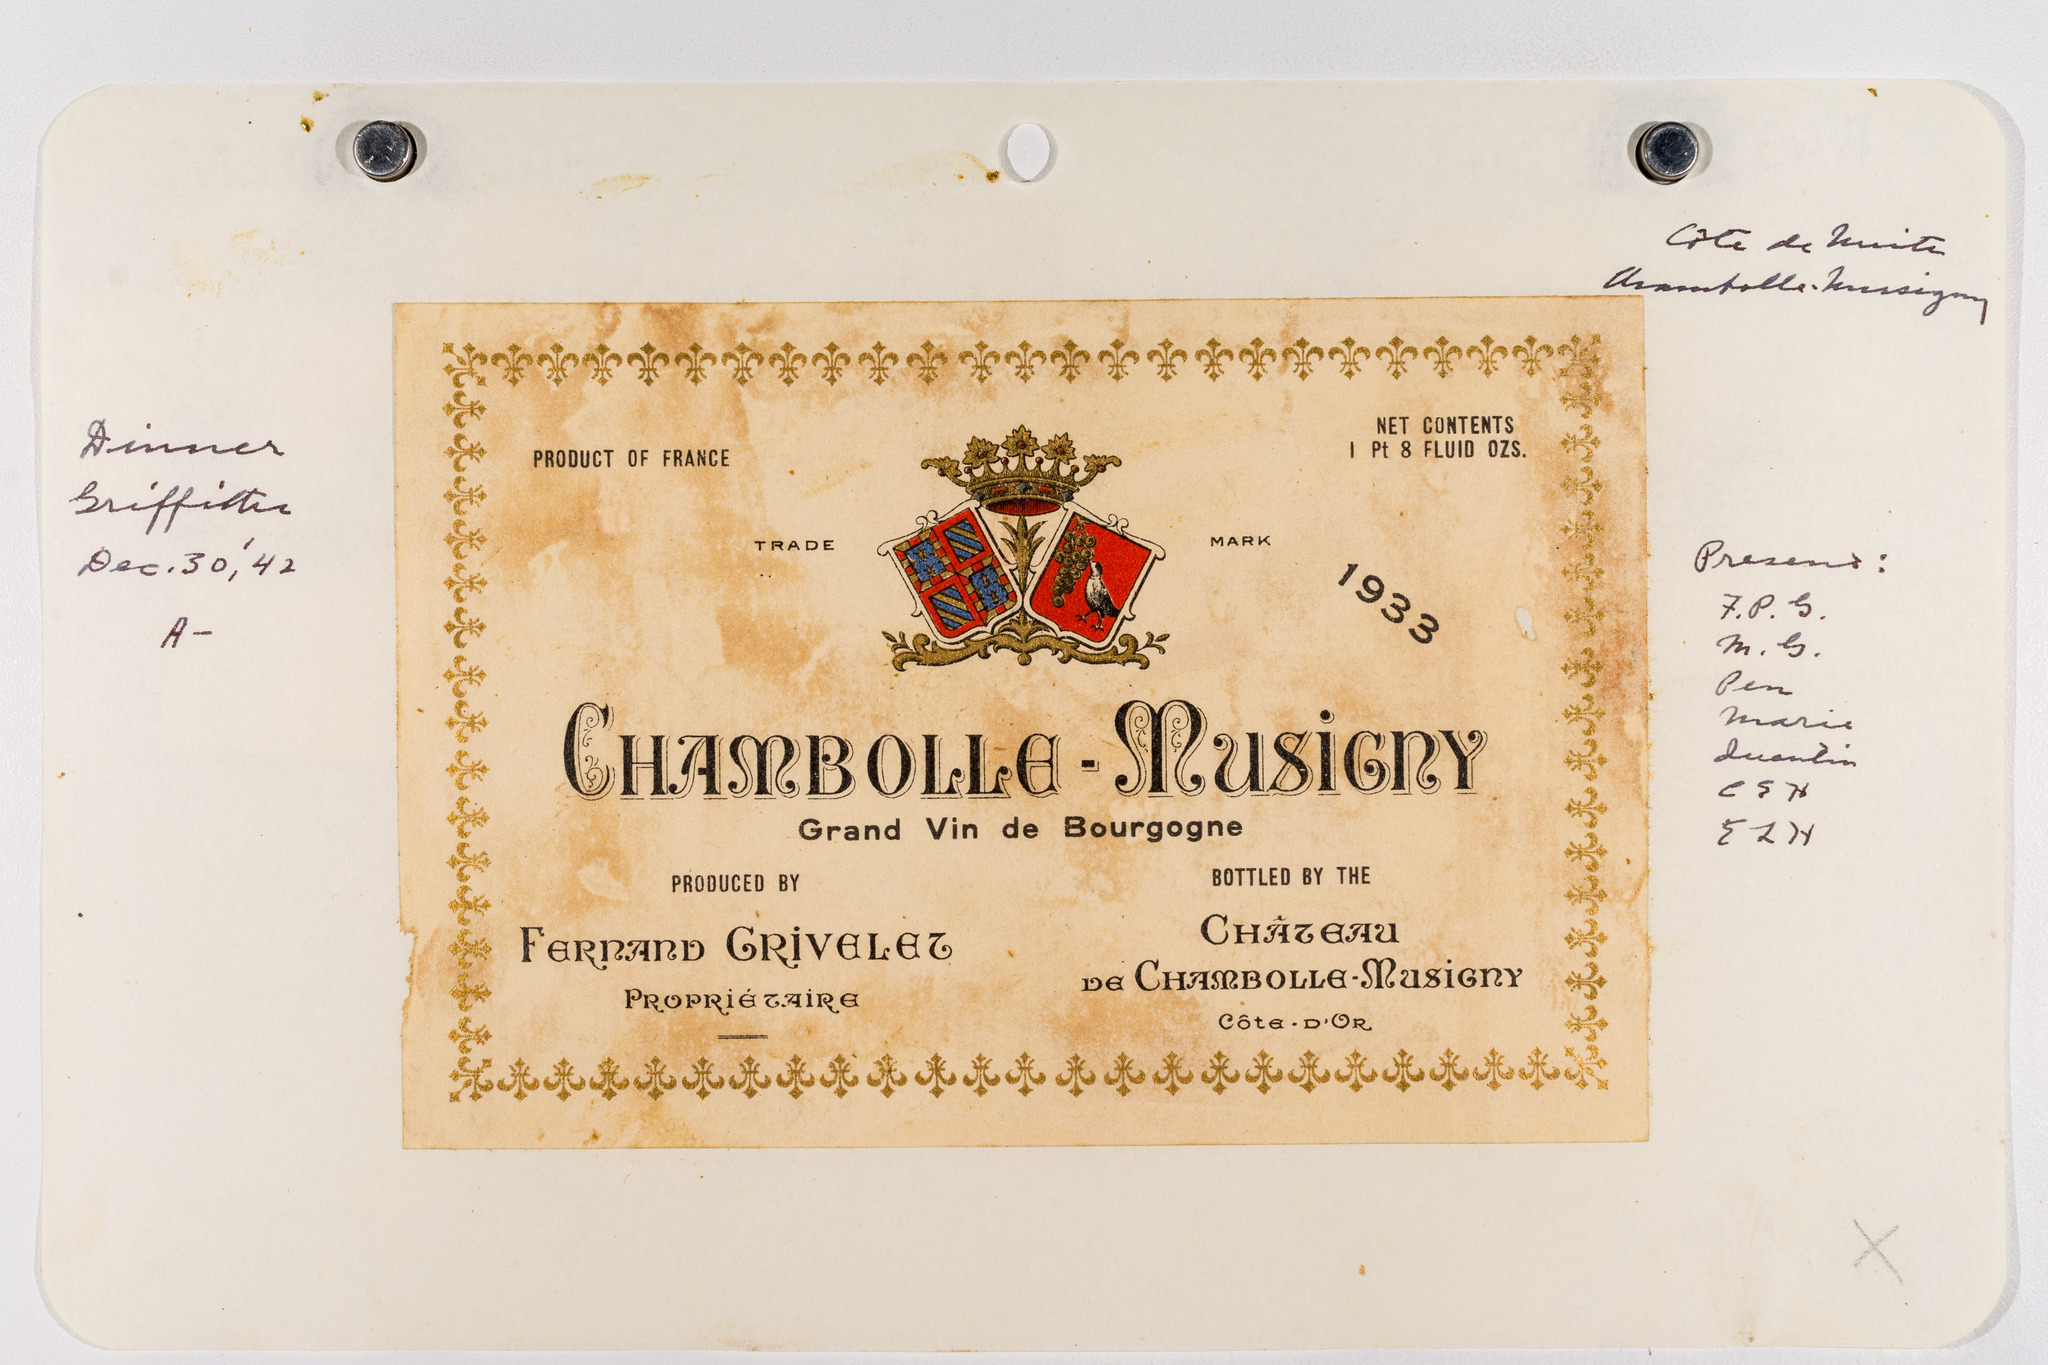 Côte de Nuits
Chambolle-Musigny
Dinner
Griffiths
Dec. 30, '42
A-
PRODUCT OF FRANCE
NET CONTENTS
1 Pt 8 FLUID OZS.
TRADE MARK
1933
CHAMBOLLE-MUSIGNY
Grand Vin de Bourgogne
PRODUCED BY
FERNAND GRIVELET
PROPRIÉTAIRE
BOTTLED BY THE
CHÂTEAU
DE CHAMBOLLE-MUSIGNY
CÔTE-D'OR
Present:
F.P.G.
M.G.
Pen
Marie
Quentin
C G H
E L H
X